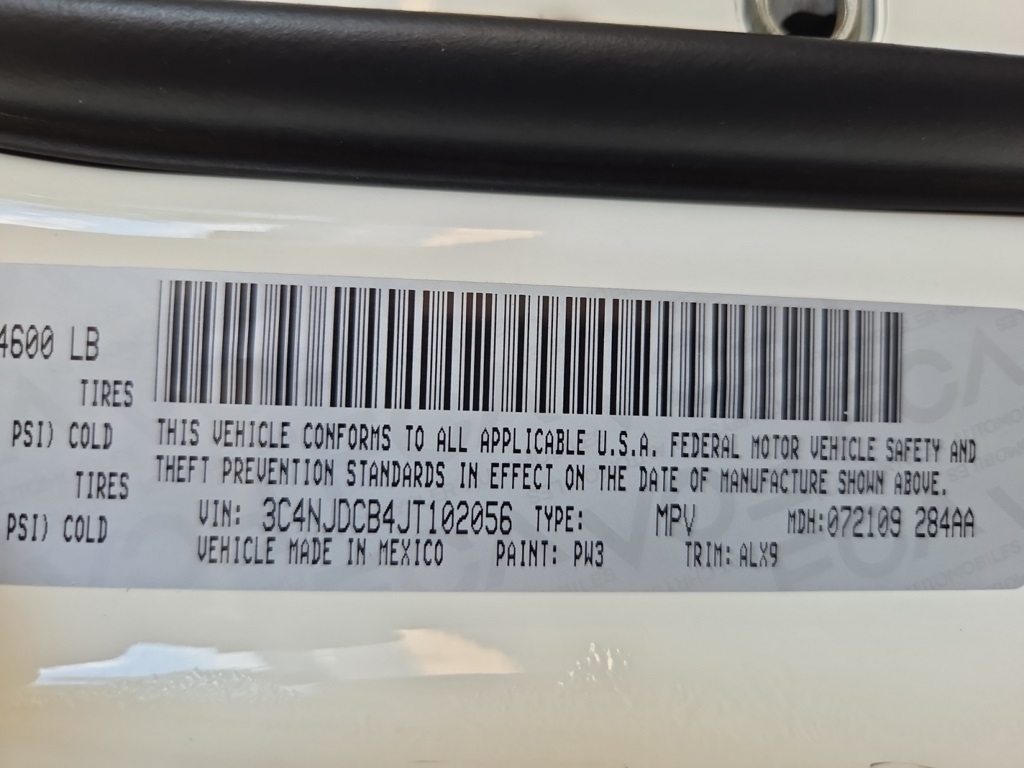 4600 LB
TIRES
PSI) COLD
TIRES
PSI) COLD
THIS VEHICLE CONFORMS TO ALL APPLICABLE U.S.A. FEDERAL MOTOR VEHICLE SAFETY AND
THEFT PREVENTION STANDARDS IN EFFECT ON THE DATE OF MANUFACTURE SHOWN ABOVE.
VIN: 3C4NJDCB4JT102056 TYPE: MPV MDH:072109 284AA
VEHICLE MADE IN MEXICO PAINT: PW3 TRIM: ALX9